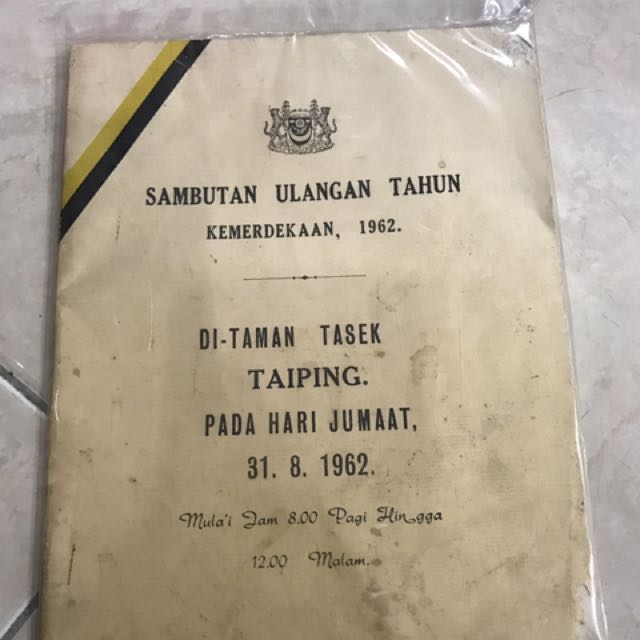 SAMBUTAN ULANGAN TAHUN
KEMERDEKAAN, 1962.
DI-TAMAN TASEK
TAIPING.
PADA HARI JUMAAT,
31. 8. 1962.
Mula'i Jam 8.00 Pagi Hingga
12.00 Malam.